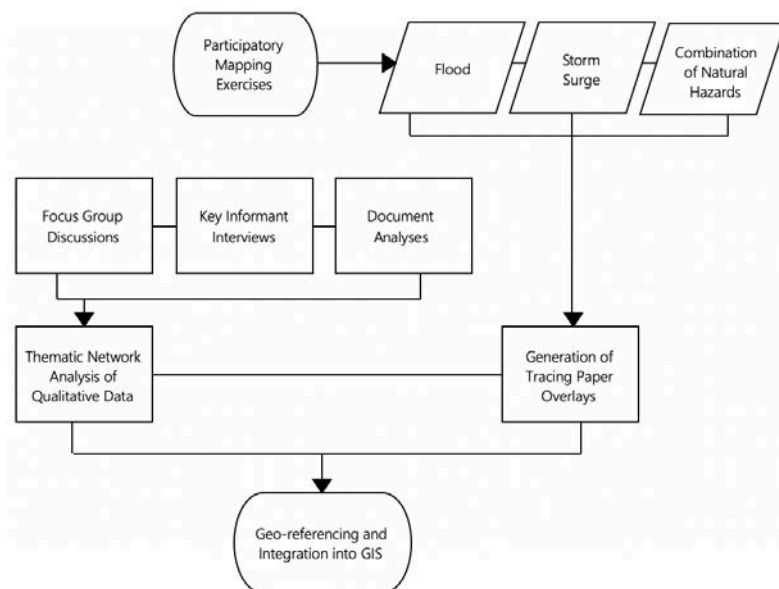 Participatory
Mapping
Exercises
Flood
Storm
Surge
Combination
of Natural
Hazards
Focus Group
Discussions
Key Informant
Interviews
Document
Analyses
Thematic Network
Analysis of
Qualitative Data
Generation of
Tracing Paper
Overlays
Geo-referencing and
Integration into GIS